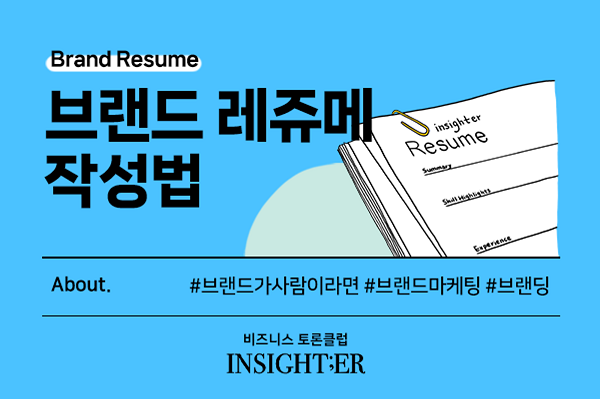 Brand Resume
브랜드 레쥬메
작성법
insighter
Resume
Summary
Skill Highlights
Experience
About.
#브랜드가사람이라면 #브랜드마케팅 #브랜딩
비즈니스 토론클럽
INSIGHT;ER